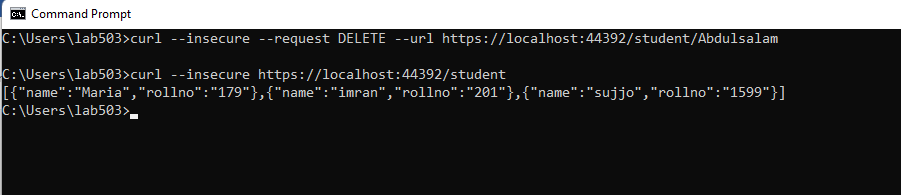 Command Prompt
C:\Users\lab503>curl --insecure --request DELETE --url https://localhost:44392/student/Abdulsalam
C:\Users\lab503>curl --insecure https://localhost:44392/student
[{"name":"Maria","rollno":"179"},{"name":"imran","rollno":"201"},{"name":"sujjo","rollno":"1599"}]
C:\Users\lab503>